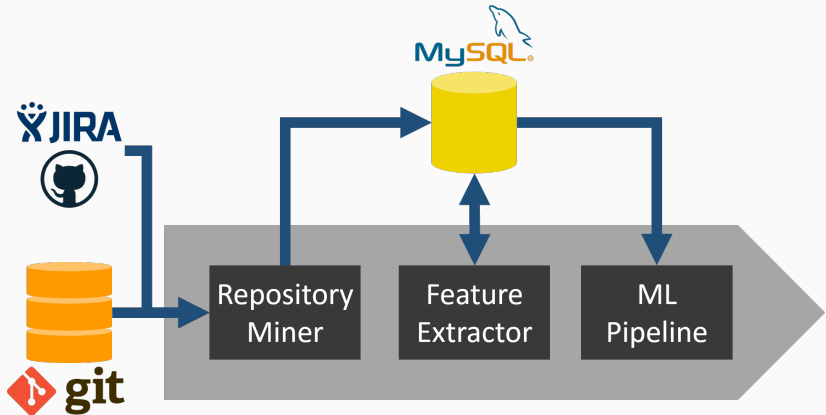 MySQL®
JIRA
Repository
Miner
Feature
Extractor
ML
Pipeline
git